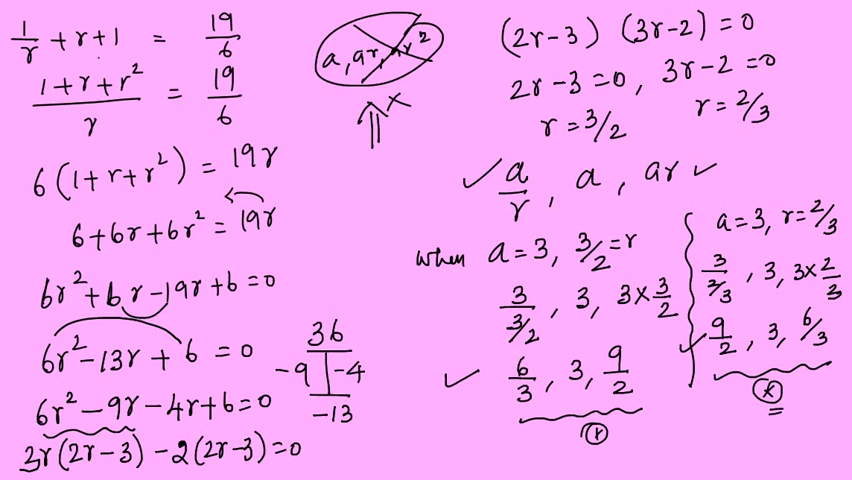 1/r + r + 1 = 19/6
(1 + r + r²)/r = 19/6
6(1 + r + r²) = 19r
6 + 6r + 6r² = 19r
6r² + 6r - 19r + 6 = 0
6r² - 13r + 6 = 0
6r² - 9r - 4r + 6 = 0
3r(2r - 3) - 2(2r - 3) = 0
36
-9 -4
-13
a, ar, ar²
×
(2r - 3) (3r - 2) = 0
2r - 3 = 0, 3r - 2 = 0
r = 3/2 r = 2/3
✓ a/r, a, ar ✓
when a = 3, 3/2 = r
3/(3/2), 3, 3×3/2
✓ 6/3, 3, 9/2
a = 3, r = 2/3
3/(2/3), 3, 3×2/3
✓ 9/2, 3, 6/3